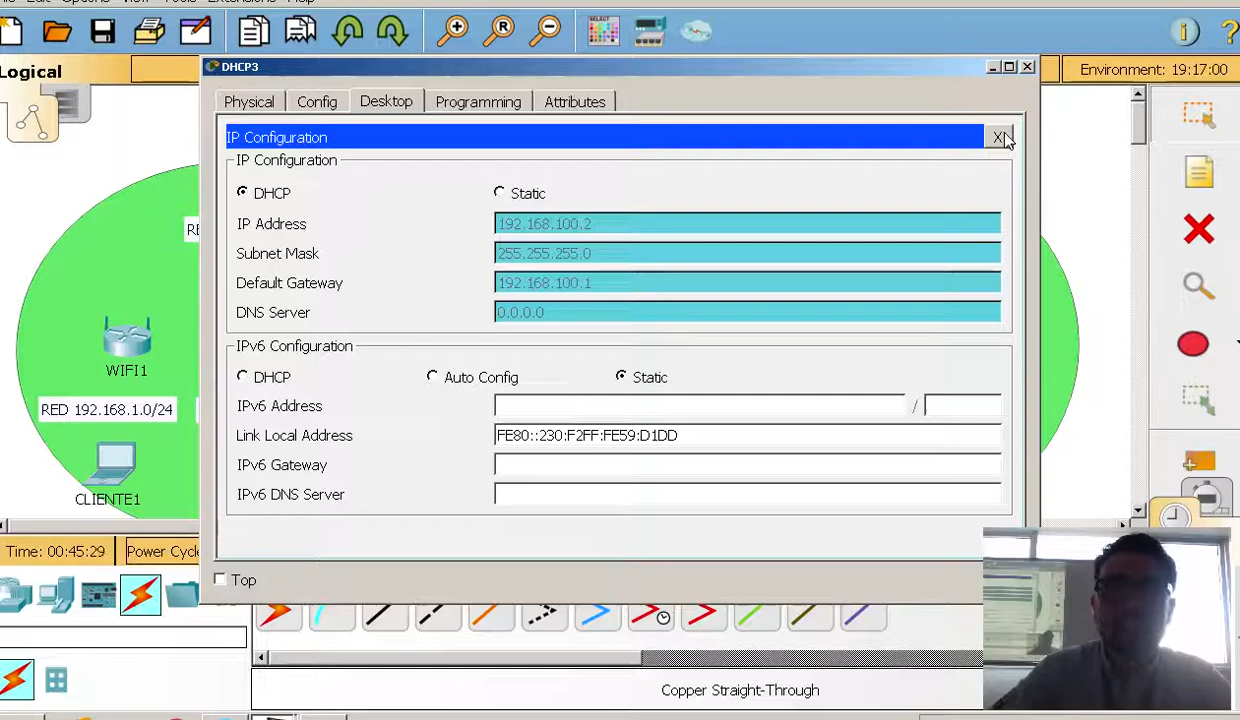 Logical
Environment: 19:17:00
DHCP3
Physical
Config
Desktop
Programming
Attributes
IP Configuration
X
IP Configuration
DHCP
Static
IP Address
192.168.100.2
Subnet Mask
255.255.255.0
Default Gateway
192.168.100.1
DNS Server
0.0.0.0
IPv6 Configuration
DHCP
Auto Config
Static
IPv6 Address
/
Link Local Address
FE80::230:F2FF:FE59:D1DD
IPv6 Gateway
IPv6 DNS Server
Top
WIFI1
RED 192.168.1.0/24
CLIENTE1
Time: 00:45:29
Power Cycl
Copper Straight-Through
SELECT
R